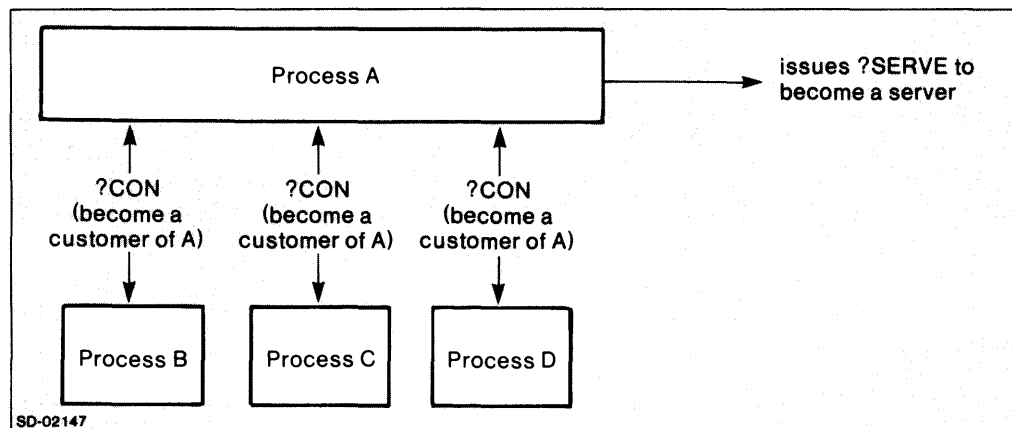 Process A
issues ?SERVE to
become a server
?CON
(become a
customer of A)
?CON
(become a
customer of A)
?CON
(become a
customer of A)
Process B
Process C
Process D
SD-02147